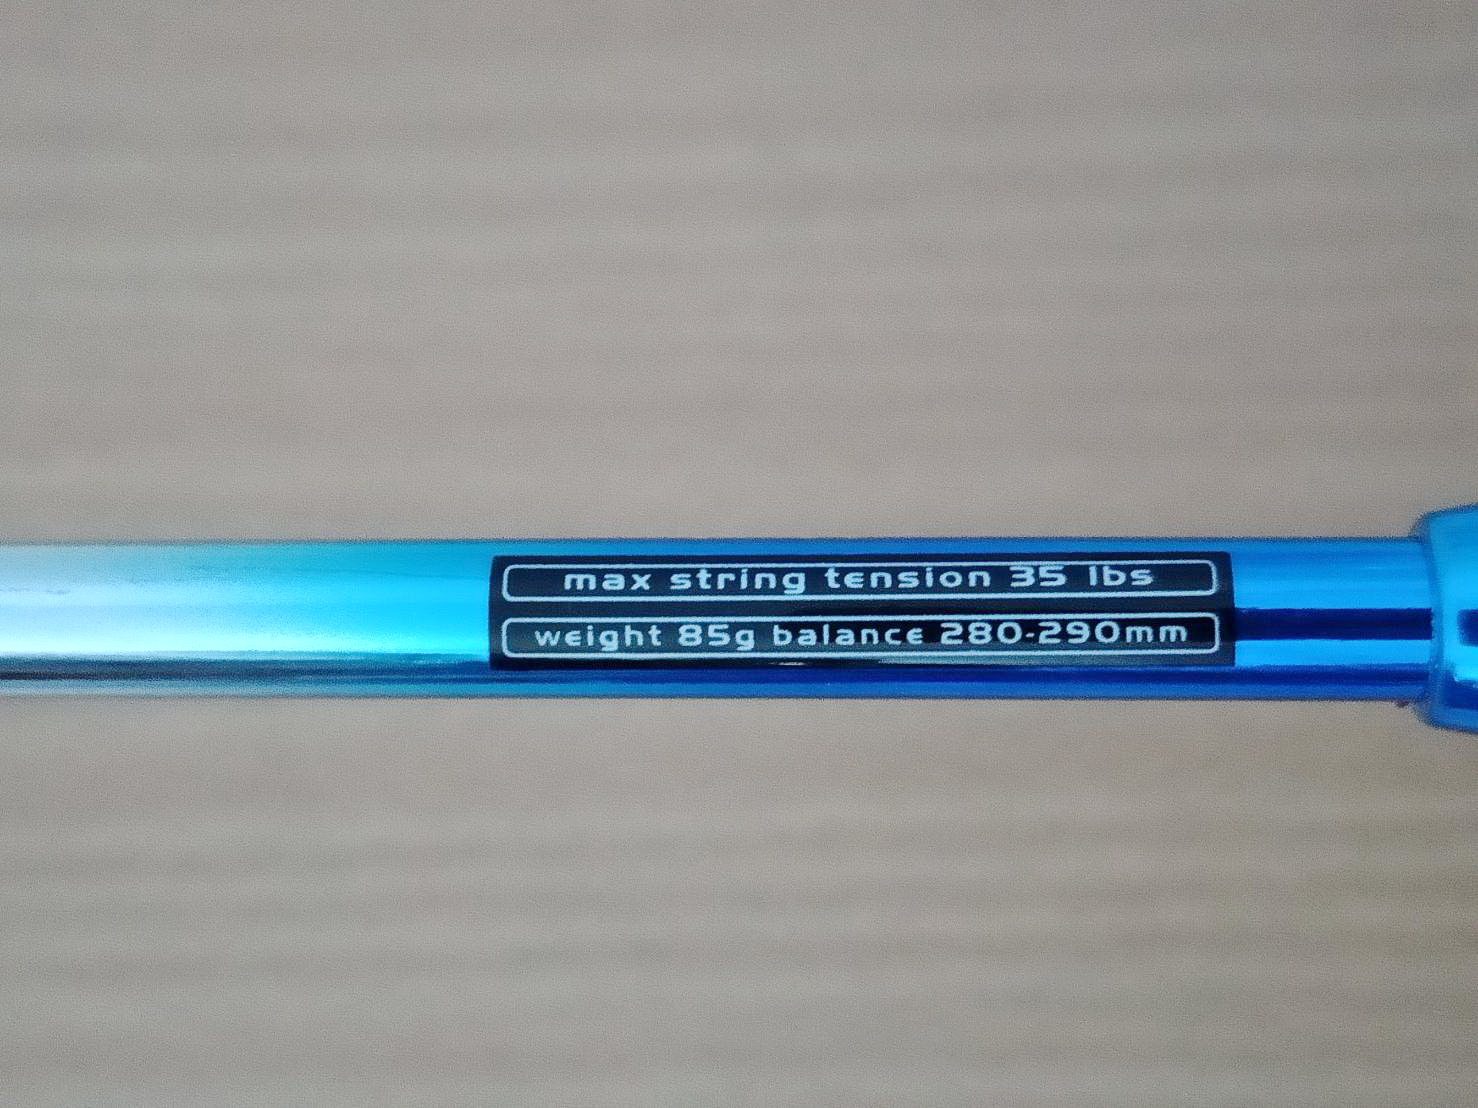 max string tension 35 lbs
weight 85g balance 280-290mm